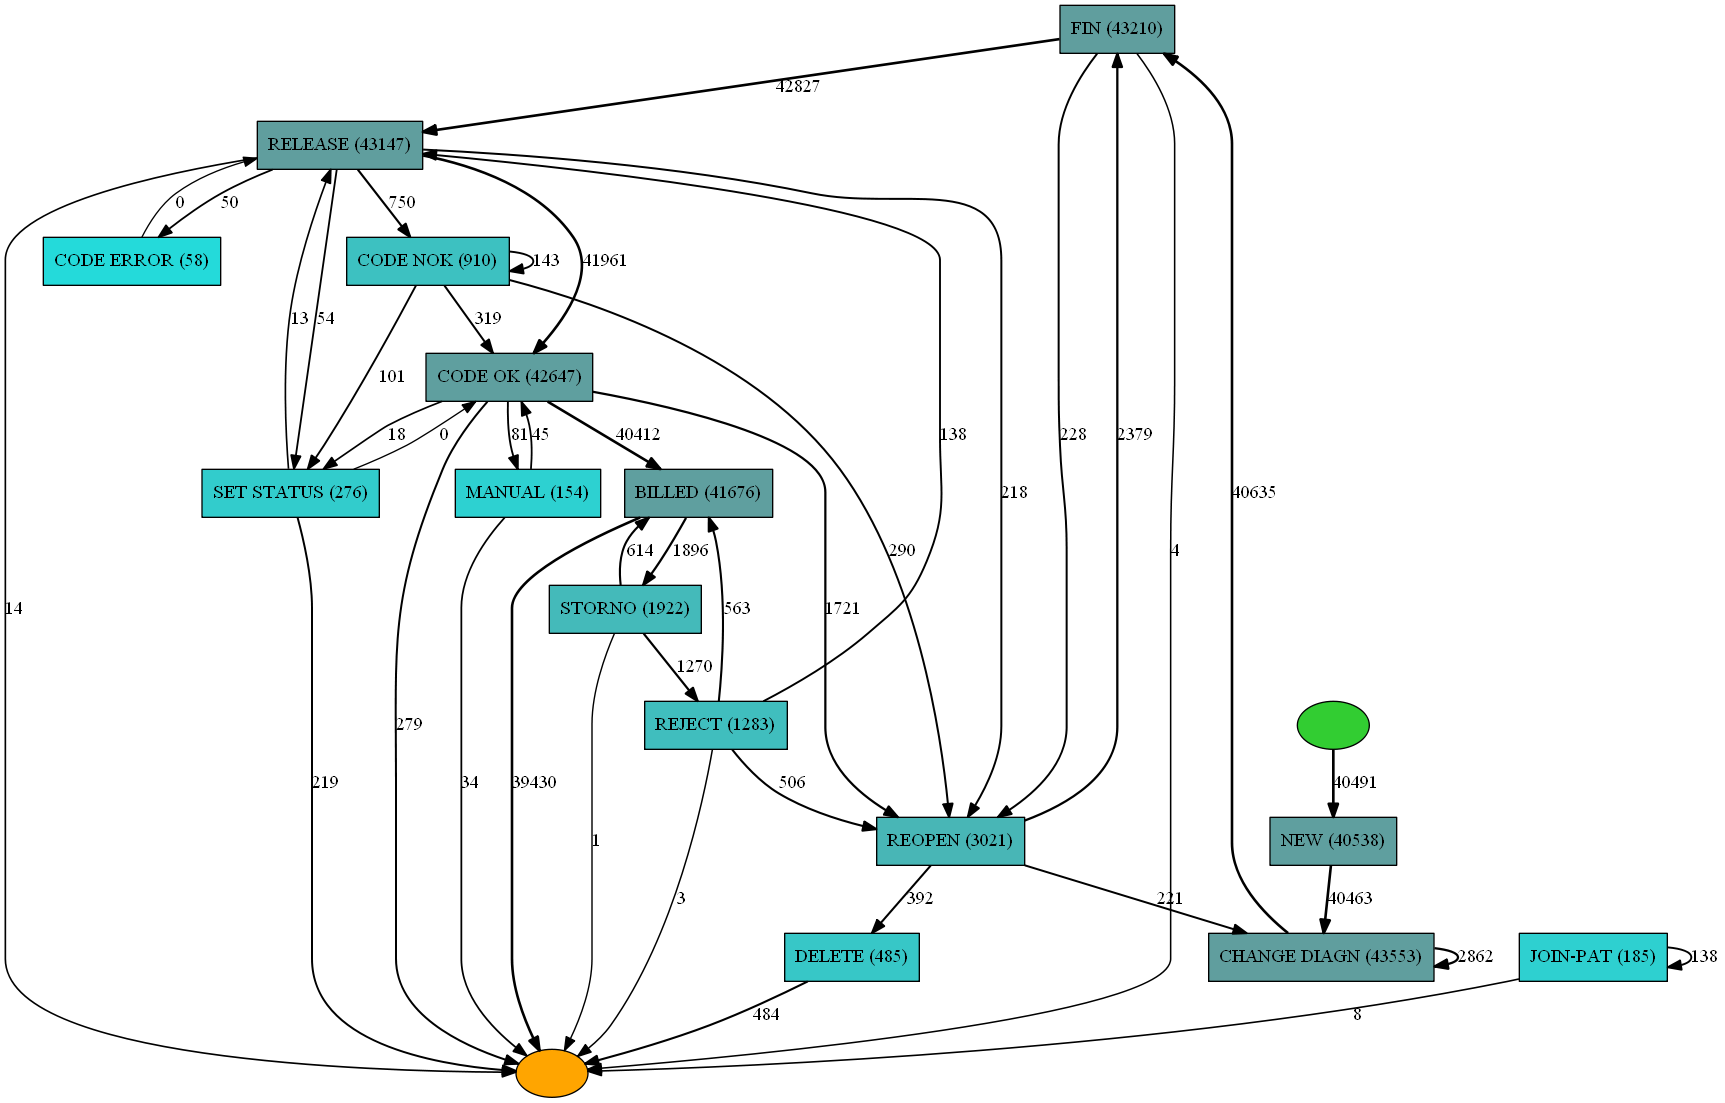 FIN (43210)
42827
RELEASE (43147)
0
50
750
CODE ERROR (58)
CODE NOK (910)
143
41961
13
54
319
101
CODE OK (42647)
18
0
81
45
40412
138
228
2379
SET STATUS (276)
MANUAL (154)
BILLED (41676)
218
40635
614
1896
290
4
14
STORNO (1922)
563
1721
1270
279
REJECT (1283)
219
34
39430
506
40491
1
REOPEN (3021)
NEW (40538)
3
392
221
40463
DELETE (485)
CHANGE DIAGN (43553)
2862
JOIN-PAT (185)
138
484
8